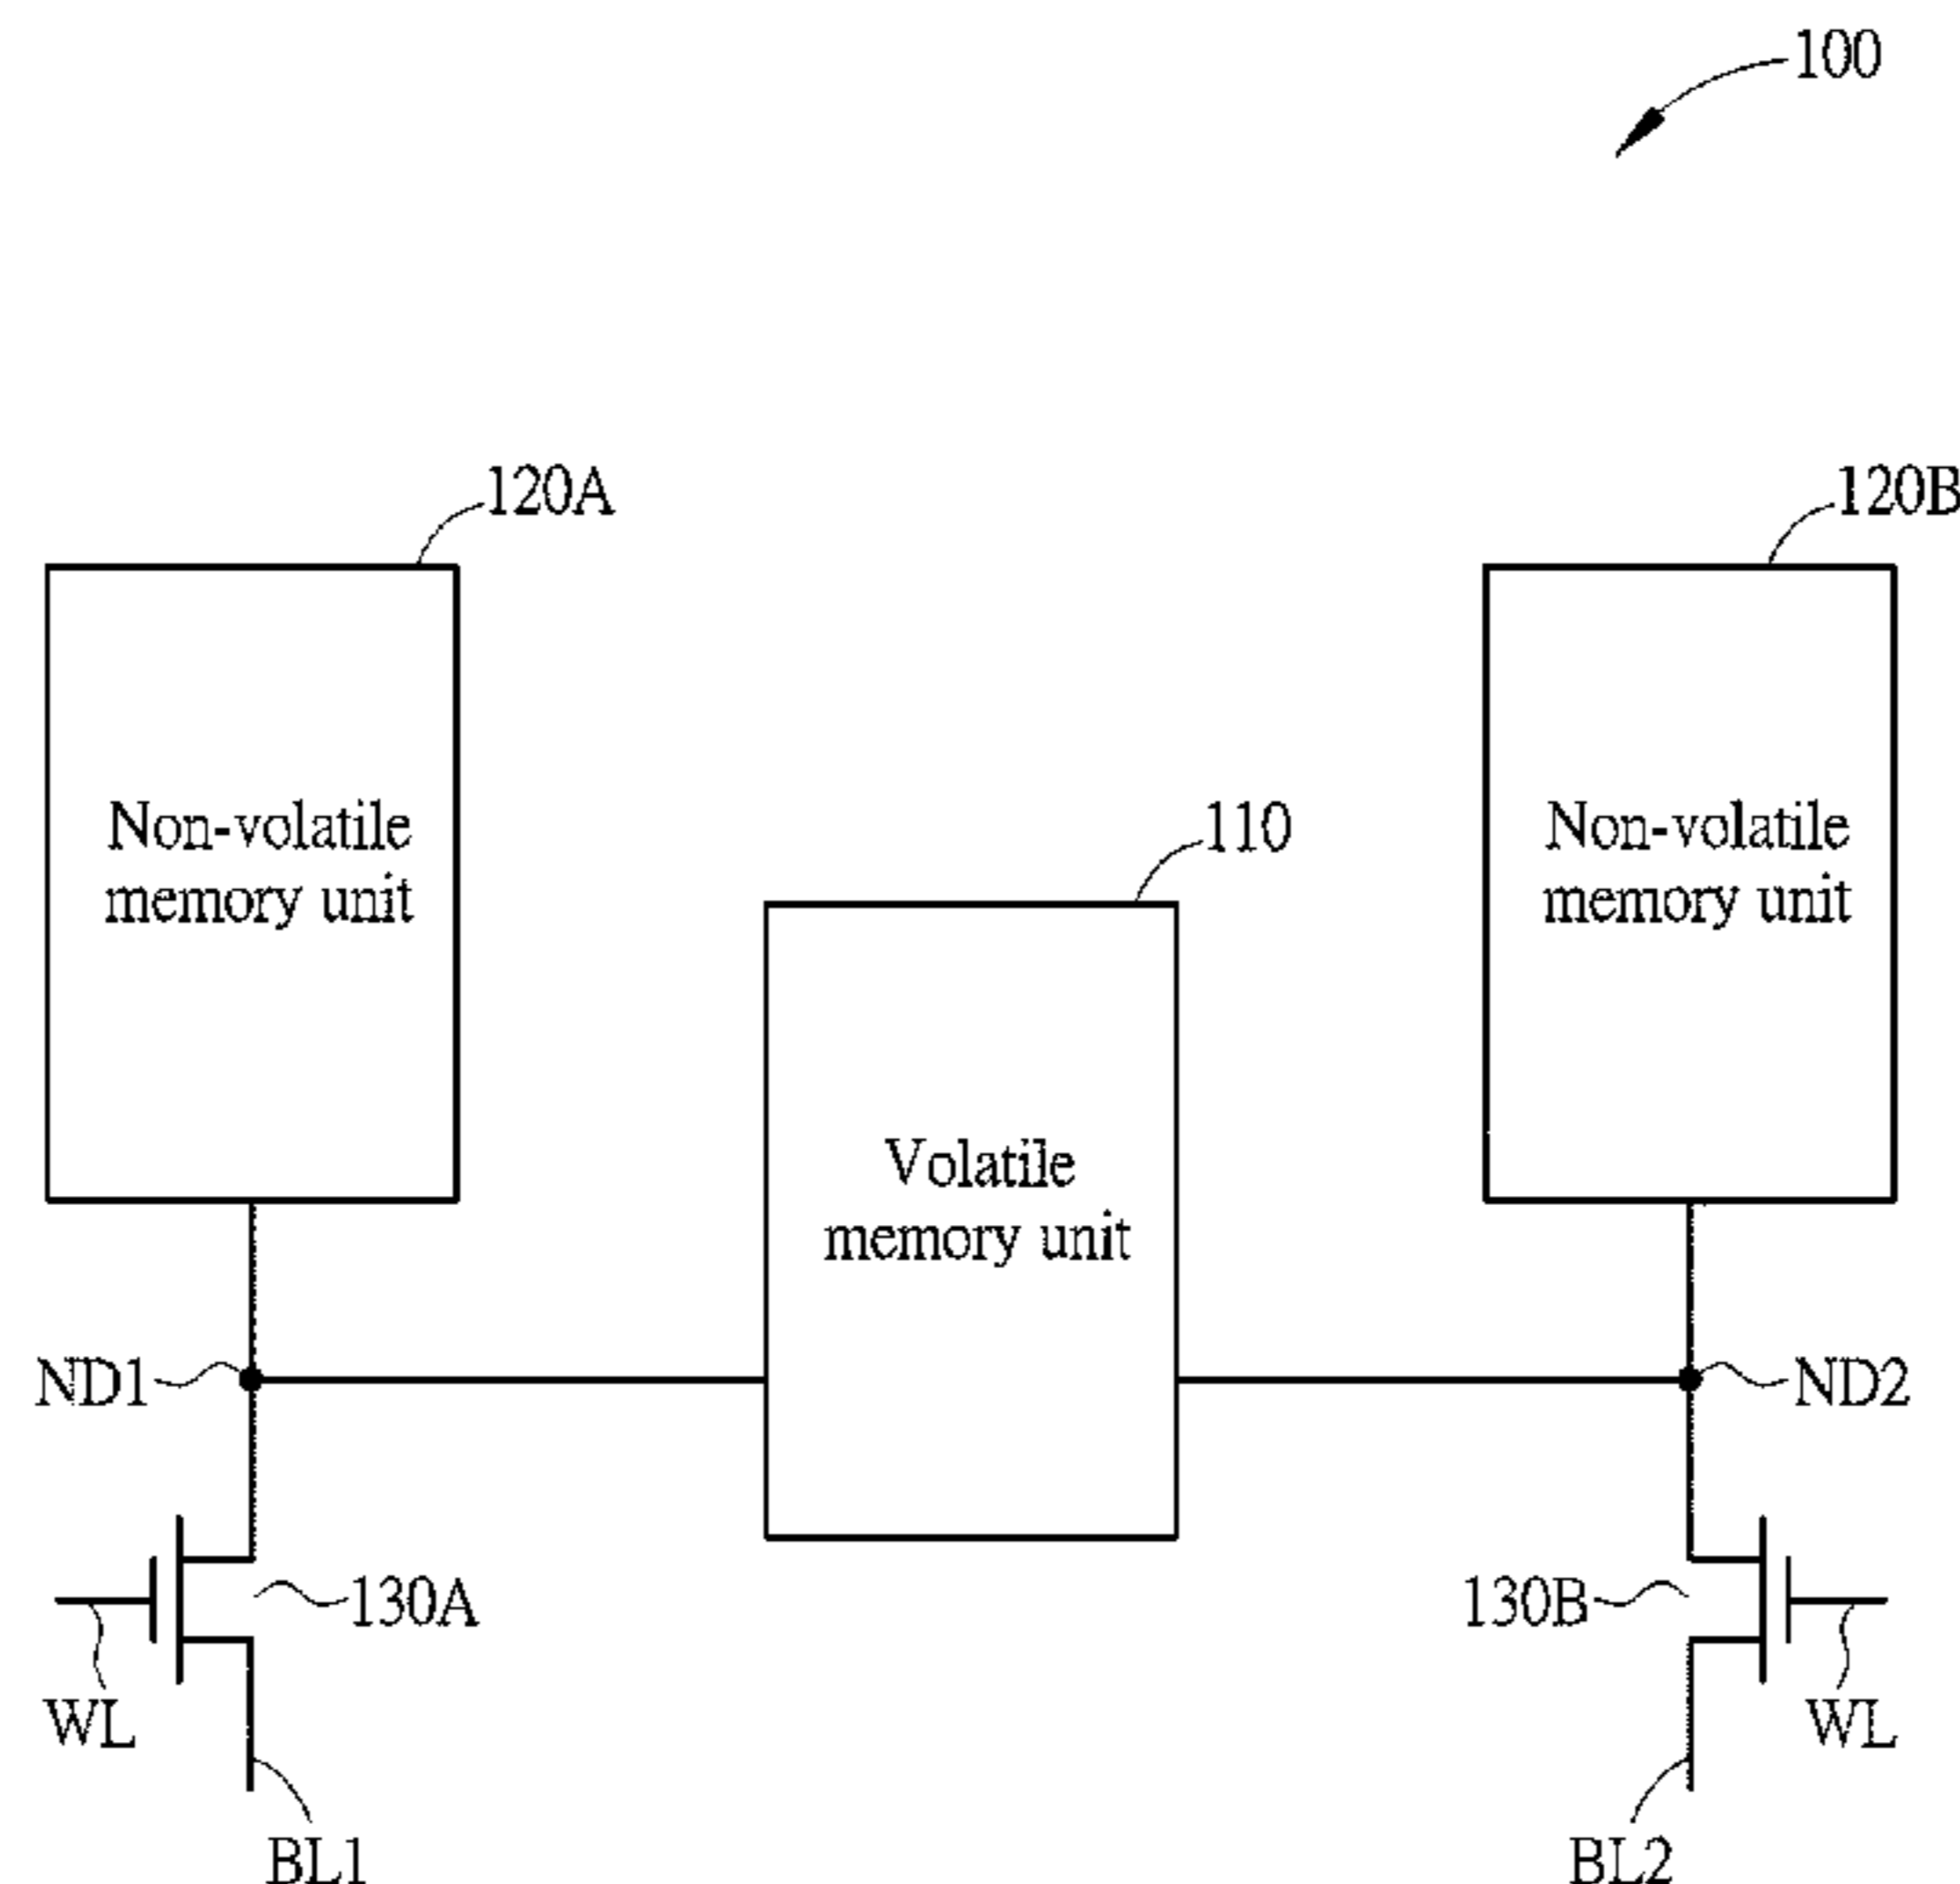 100
120A
120B
Non-volatile
memory unit
110
Non-volatile
memory unit
Volatile
memory unit
ND1
ND2
130A
130B
WL
WL
BL1
BL2